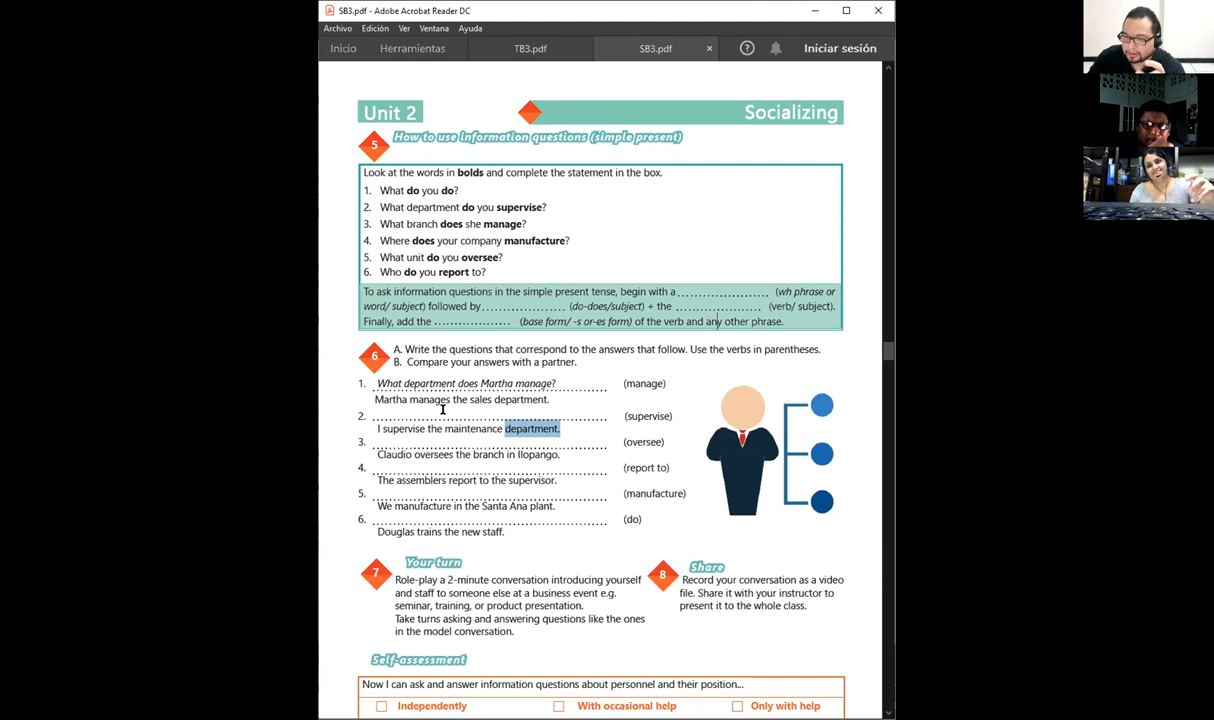 SB3.pdf - Adobe Acrobat Reader DC
Archivo Edición Ver Ventana Ayuda
Inicio Herramientas TB3.pdf SB3.pdf × Iniciar sesión
Unit 2 Socializing
5 How to use information questions (simple present)
Look at the words in bolds and complete the statement in the box.
1. What do you do?
2. What department do you supervise?
3. What branch does she manage?
4. Where does your company manufacture?
5. What unit do you oversee?
6. Who do you report to?
To ask information questions in the simple present tense, begin with a ........................ (wh phrase or
word/ subject) followed by...................... (do-does/subject) + the ...................... (verb/ subject).
Finally, add the .................... (base form/ -s or-es form) of the verb and any other phrase.
6 A. Write the questions that correspond to the answers that follow. Use the verbs in parentheses.
B. Compare your answers with a partner.
1. What department does Martha manage? (manage)
Martha manages the sales department.
2. (supervise)
I supervise the maintenance department.
3. (oversee)
Claudio oversees the branch in Ilopango.
4. (report to)
The assemblers report to the supervisor.
5. (manufacture)
We manufacture in the Santa Ana plant.
6. (do)
Douglas trains the new staff.
7 Your turn
Role-play a 2-minute conversation introducing yourself
and staff to someone else at a business event e.g.
seminar, training, or product presentation.
Take turns asking and answering questions like the ones
in the model conversation.
8 Share
Record your conversation as a video
file. Share it with your instructor to
present it to the whole class.
Self-assessment
Now I can ask and answer information questions about personnel and their position...
Independently With occasional help Only with help